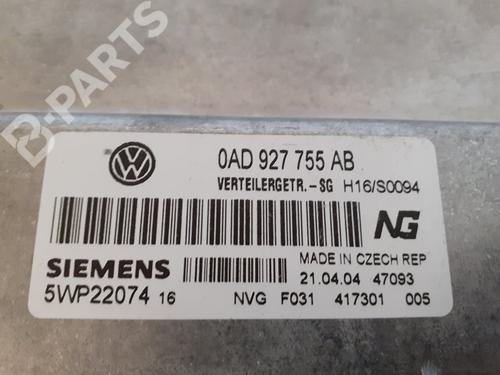 B-PARTS
0AD 927 755 AB
VERTEILERGETR.-SG H16/S0094
NG
SIEMENS
MADE IN CZECH REP
21.04.04 47093
5WP22074 16 NVG F031 417301 005